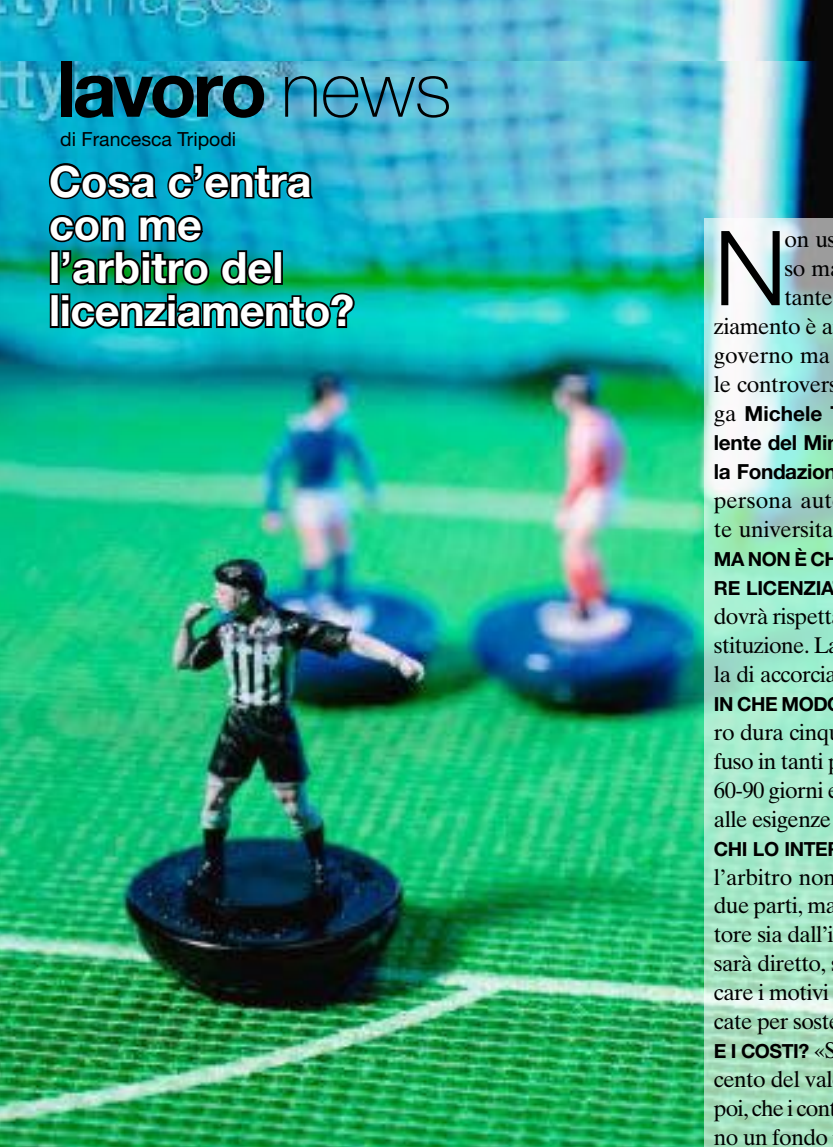 lavoro news
di Francesca Tripodi
Cosa c'entra
con me
l'arbitro del
licenziamento?
Non us
so ma
tante
ziamento è a
governo ma
le controvers
ga Michele
lente del Min
la Fondazion
persona aut
te universita
MA NON È CH
RE LICENZIA
dovrà rispetta
stituzione. La
la di accorcia
IN CHE MODO
ro dura cinqu
fuso in tanti p
60-90 giorni e
alle esigenze
CHI LO INTER
l'arbitro non
due parti, ma
tore sia dall'i
sarà diretto, s
care i motivi
cate per soste
E I COSTI? «S
cento del val
poi, che i cont
no un fondo